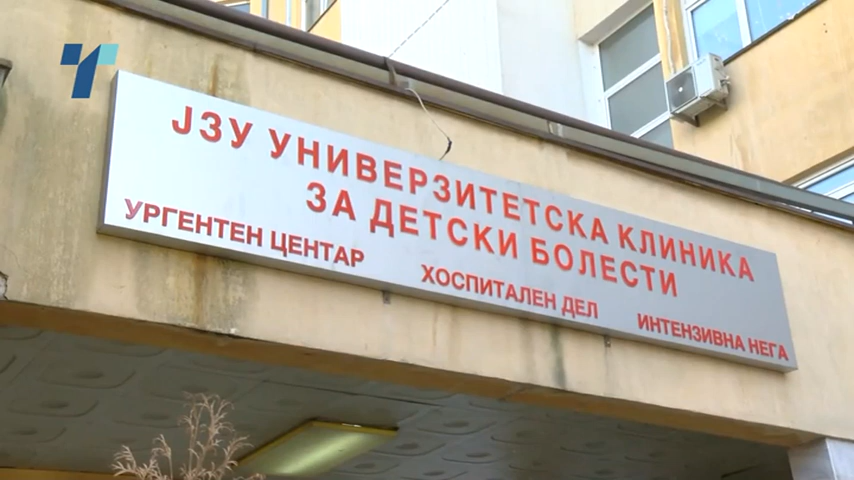 ЈЗУ УНИВЕРЗИТЕТСКА КЛИНИКА
ЗА ДЕТСКИ БОЛЕСТИ
УРГЕНТЕН ЦЕНТАР ХОСПИТАЛЕН ДЕЛ ИНТЕНЗИВНА НЕГА